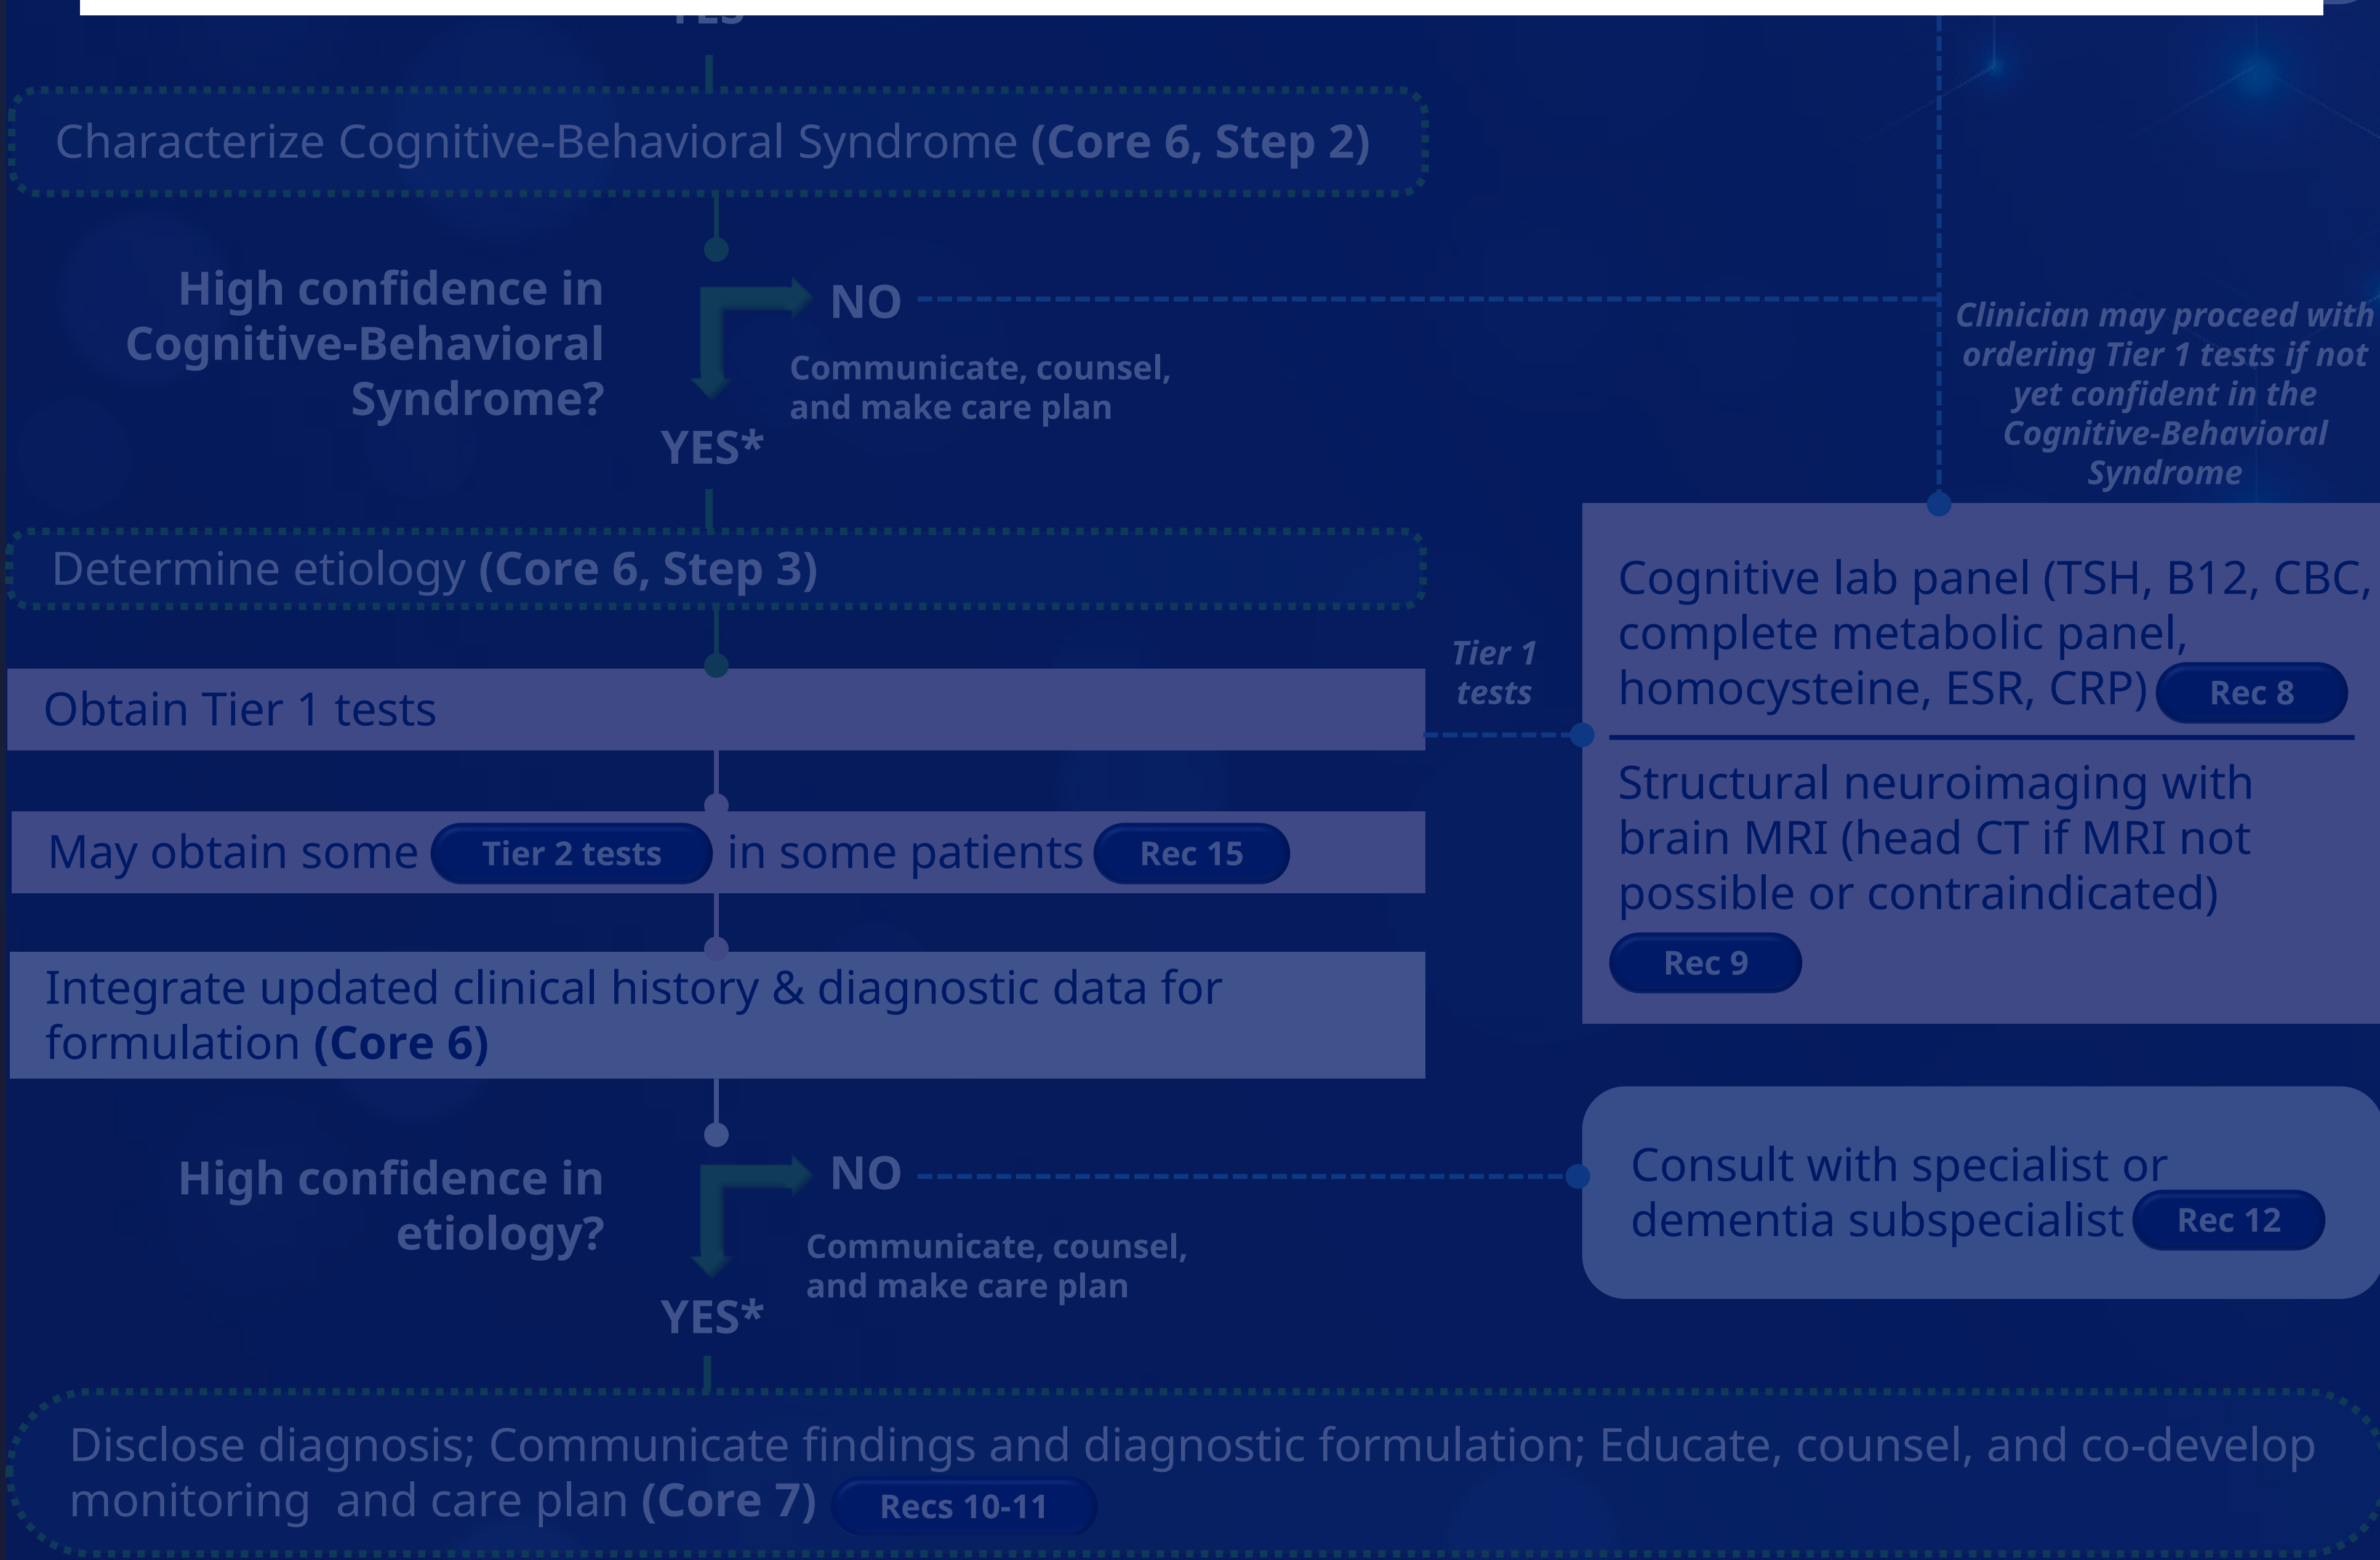 YES
Characterize Cognitive-Behavioral Syndrome (Core 6, Step 2)
High confidence in
Cognitive-Behavioral
Syndrome?
NO
Communicate, counsel,
and make care plan
YES*
Clinician may proceed with
ordering Tier 1 tests if not
yet confident in the
Cognitive-Behavioral
Syndrome
Determine etiology (Core 6, Step 3)
Tier 1
tests
Cognitive lab panel (TSH, B12, CBC,
complete metabolic panel,
homocysteine, ESR, CRP) Rec 8
Structural neuroimaging with
brain MRI (head CT if MRI not
possible or contraindicated)
Rec 9
Obtain Tier 1 tests
May obtain some Tier 2 tests in some patients Rec 15
Integrate updated clinical history & diagnostic data for
formulation (Core 6)
High confidence in
etiology?
NO
Communicate, counsel,
and make care plan
YES*
Consult with specialist or
dementia subspecialist Rec 12
Disclose diagnosis; Communicate findings and diagnostic formulation; Educate, counsel, and co-develop
monitoring and care plan (Core 7) Recs 10-11